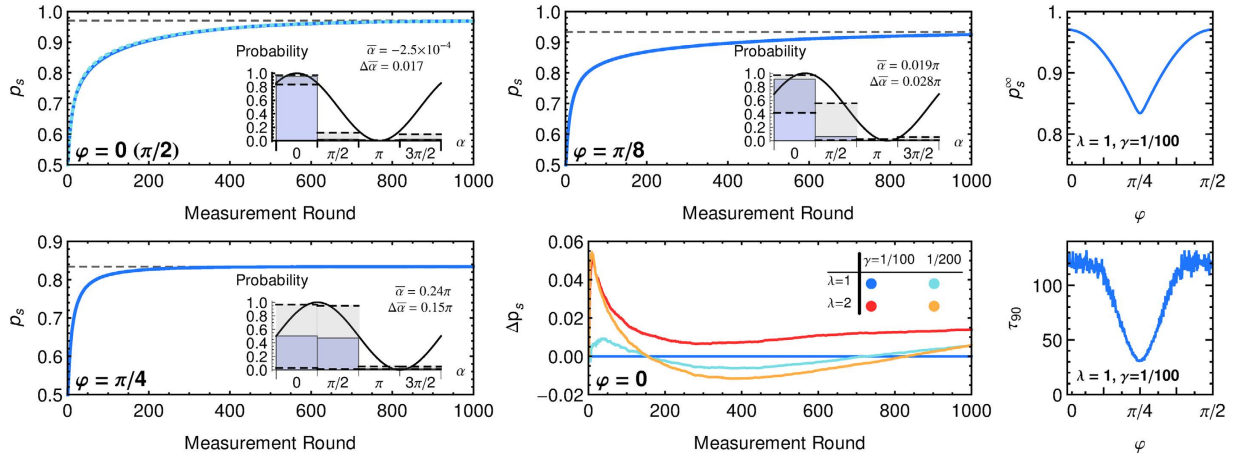 1.0
0.9
0.8
0.7
0.6
0.5
p_s
Probability
1.0
0.8
0.6
0.4
0.2
0.0
ᾱ = −2.5×10⁻⁴
Δᾱ = 0.017
0 π/2 π 3π/2 α
φ = 0 (π/2)
0 200 400 600 800 1000
Measurement Round
1.0
0.9
0.8
0.7
0.6
0.5
p_s
Probability
1.0
0.8
0.6
0.4
0.2
0.0
ᾱ = 0.019π
Δᾱ = 0.028π
0 π/2 π 3π/2 α
φ = π/8
0 200 400 600 800 1000
Measurement Round
1
0.9
0.8
p_s^∞
λ = 1, γ=1/100
0 π/4 π/2
φ
0.9
0.8
0.7
0.6
0.5
p_s
Probability
1.0
0.8
0.6
0.4
0.2
0.0
ᾱ = 0.24π
Δᾱ = 0.15π
0 π/2 π 3π/2 α
φ = π/4
0 200 400 600 800 1000
Measurement Round
0.06
0.04
0.02
0.00
−0.02
Δp_s
γ=1/100 1/200
λ=1
λ=2
φ = 0
0 200 400 600 800 1000
Measurement Round
100
50
0
τ_90
λ = 1, γ=1/100
0 π/4 π/2
φ